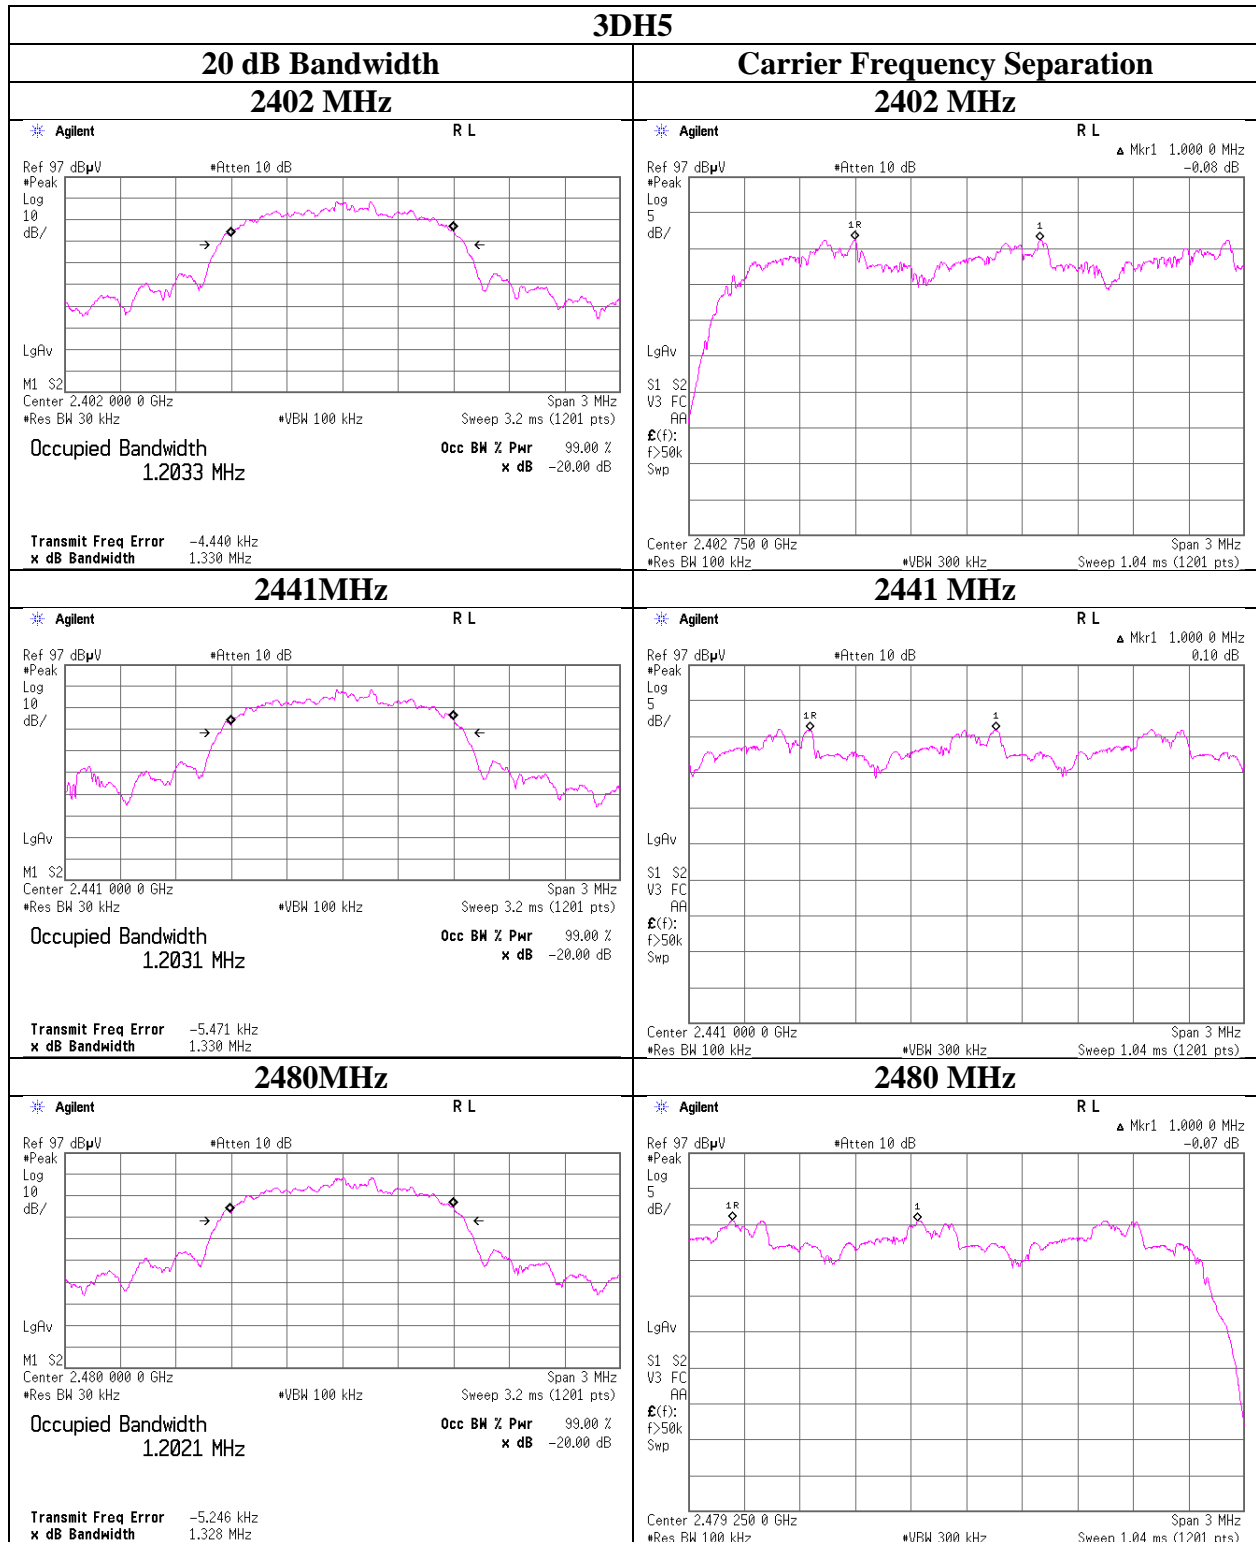 3DH5
20 dB Bandwidth
Carrier Frequency Separation
2402 MHz
2402 MHz
Agilent
R L
Ref 97 dBµV
#Atten 10 dB
#Peak
Log
10
dB/
LgAv
M1 S2
Center 2.402 000 0 GHz
Span 3 MHz
#Res BW 30 kHz
#VBW 100 kHz
Sweep 3.2 ms (1201 pts)
Occupied Bandwidth
1.2033 MHz
Occ BW % Pwr 99.00 %
x dB -20.00 dB
Transmit Freq Error -4.440 kHz
x dB Bandwidth 1.330 MHz
Agilent
R L
Δ Mkr1 1.000 0 MHz
Ref 97 dBµV
#Atten 10 dB
-0.08 dB
#Peak
Log
5
dB/
1R
1
LgAv
S1 S2
V3 FC
AA
£(f):
f>50k
Swp
Center 2.402 750 0 GHz
Span 3 MHz
#Res BW 100 kHz
#VBW 300 kHz
Sweep 1.04 ms (1201 pts)
2441MHz
2441 MHz
Agilent
R L
Ref 97 dBµV
#Atten 10 dB
#Peak
Log
10
dB/
LgAv
M1 S2
Center 2.441 000 0 GHz
Span 3 MHz
#Res BW 30 kHz
#VBW 100 kHz
Sweep 3.2 ms (1201 pts)
Occupied Bandwidth
1.2031 MHz
Occ BW % Pwr 99.00 %
x dB -20.00 dB
Transmit Freq Error -5.471 kHz
x dB Bandwidth 1.330 MHz
Agilent
R L
Δ Mkr1 1.000 0 MHz
Ref 97 dBµV
#Atten 10 dB
0.10 dB
#Peak
Log
5
dB/
1R
1
LgAv
S1 S2
V3 FC
AA
£(f):
f>50k
Swp
Center 2.441 000 0 GHz
Span 3 MHz
#Res BW 100 kHz
#VBW 300 kHz
Sweep 1.04 ms (1201 pts)
2480MHz
2480 MHz
Agilent
R L
Ref 97 dBµV
#Atten 10 dB
#Peak
Log
10
dB/
LgAv
M1 S2
Center 2.480 000 0 GHz
Span 3 MHz
#Res BW 30 kHz
#VBW 100 kHz
Sweep 3.2 ms (1201 pts)
Occupied Bandwidth
1.2021 MHz
Occ BW % Pwr 99.00 %
x dB -20.00 dB
Transmit Freq Error -5.246 kHz
x dB Bandwidth 1.328 MHz
Agilent
R L
Δ Mkr1 1.000 0 MHz
Ref 97 dBµV
#Atten 10 dB
-0.07 dB
#Peak
Log
5
dB/
1R
1
LgAv
S1 S2
V3 FC
AA
£(f):
f>50k
Swp
Center 2.479 250 0 GHz
Span 3 MHz
#Res BW 100 kHz
#VBW 300 kHz
Sweep 1.04 ms (1201 pts)